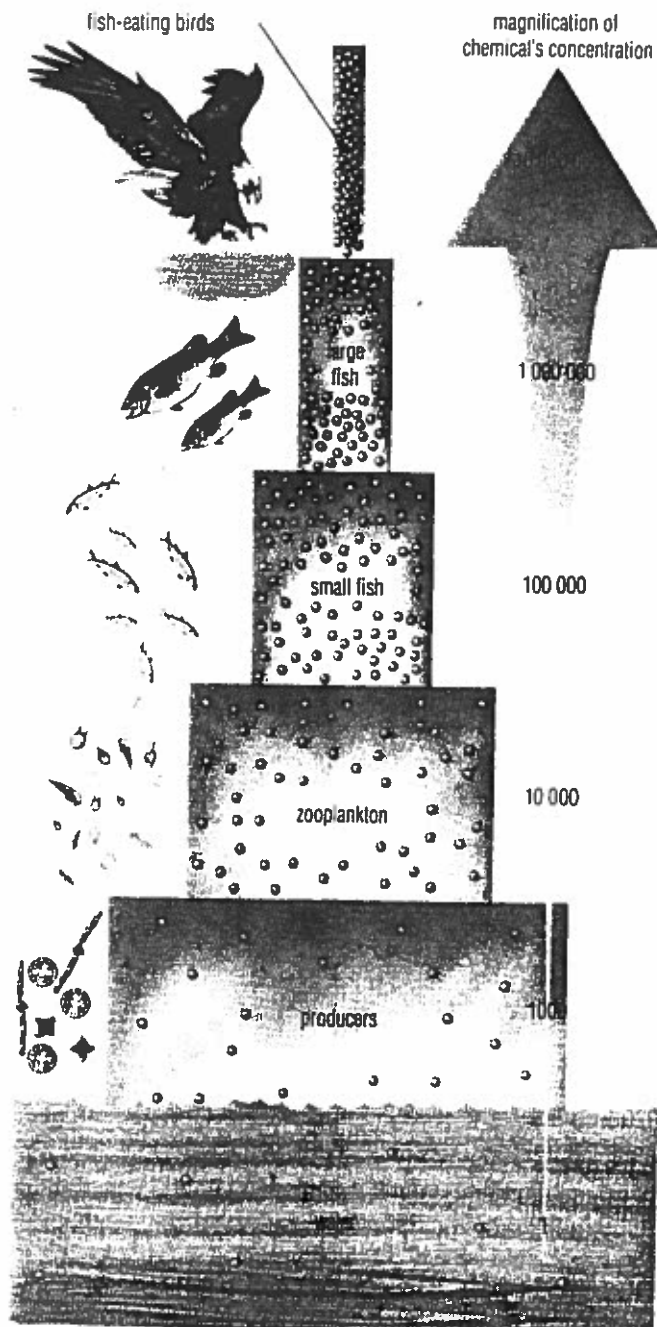 fish-eating birds
magnification of
chemical's concentration
large
fish
1 000 000
small fish
100 000
zooplankton
10 000
producers
1000